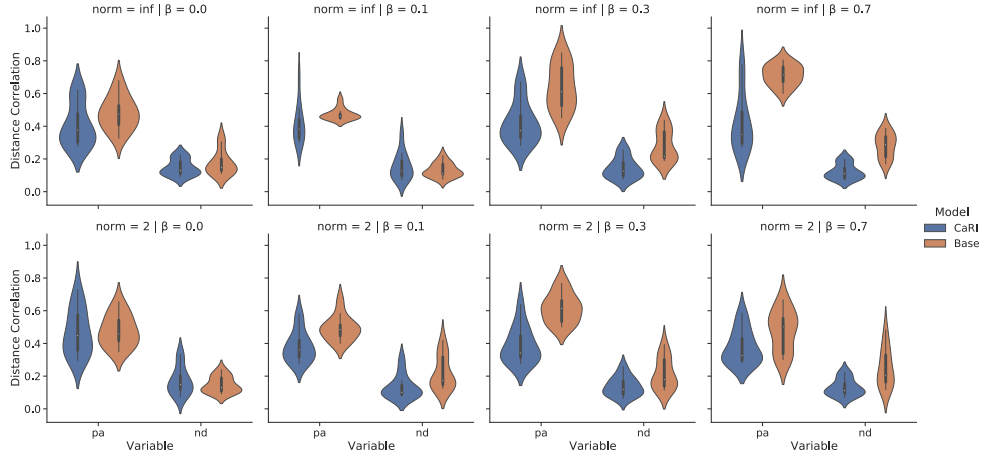 norm = inf | β = 0.0
norm = inf | β = 0.1
norm = inf | β = 0.3
norm = inf | β = 0.7
Distance Correlation
1.0
0.8
0.6
0.4
0.2
0.0
norm = 2 | β = 0.0
norm = 2 | β = 0.1
norm = 2 | β = 0.3
norm = 2 | β = 0.7
Distance Correlation
1.0
0.8
0.6
0.4
0.2
0.0
pa nd
pa nd
pa nd
pa nd
Variable
Variable
Variable
Variable
Model
CaRI
Base